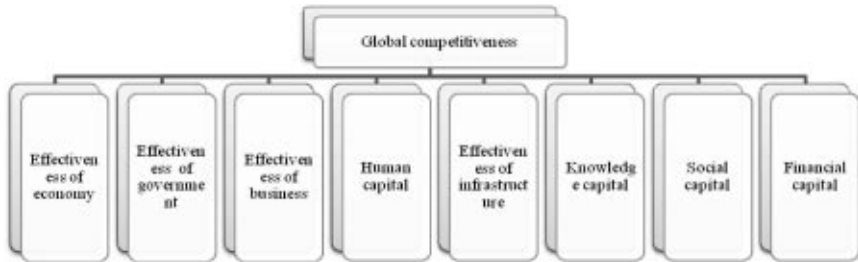 Global competitiveness
Effectiven
ess of
economy
Effectiven
ess of
governme
nt
Effectiven
ess of
business
Human
capital
Effectiven
ess of
infrastruct
ure
Knowledg
e capital
Social
capital
Financial
capital